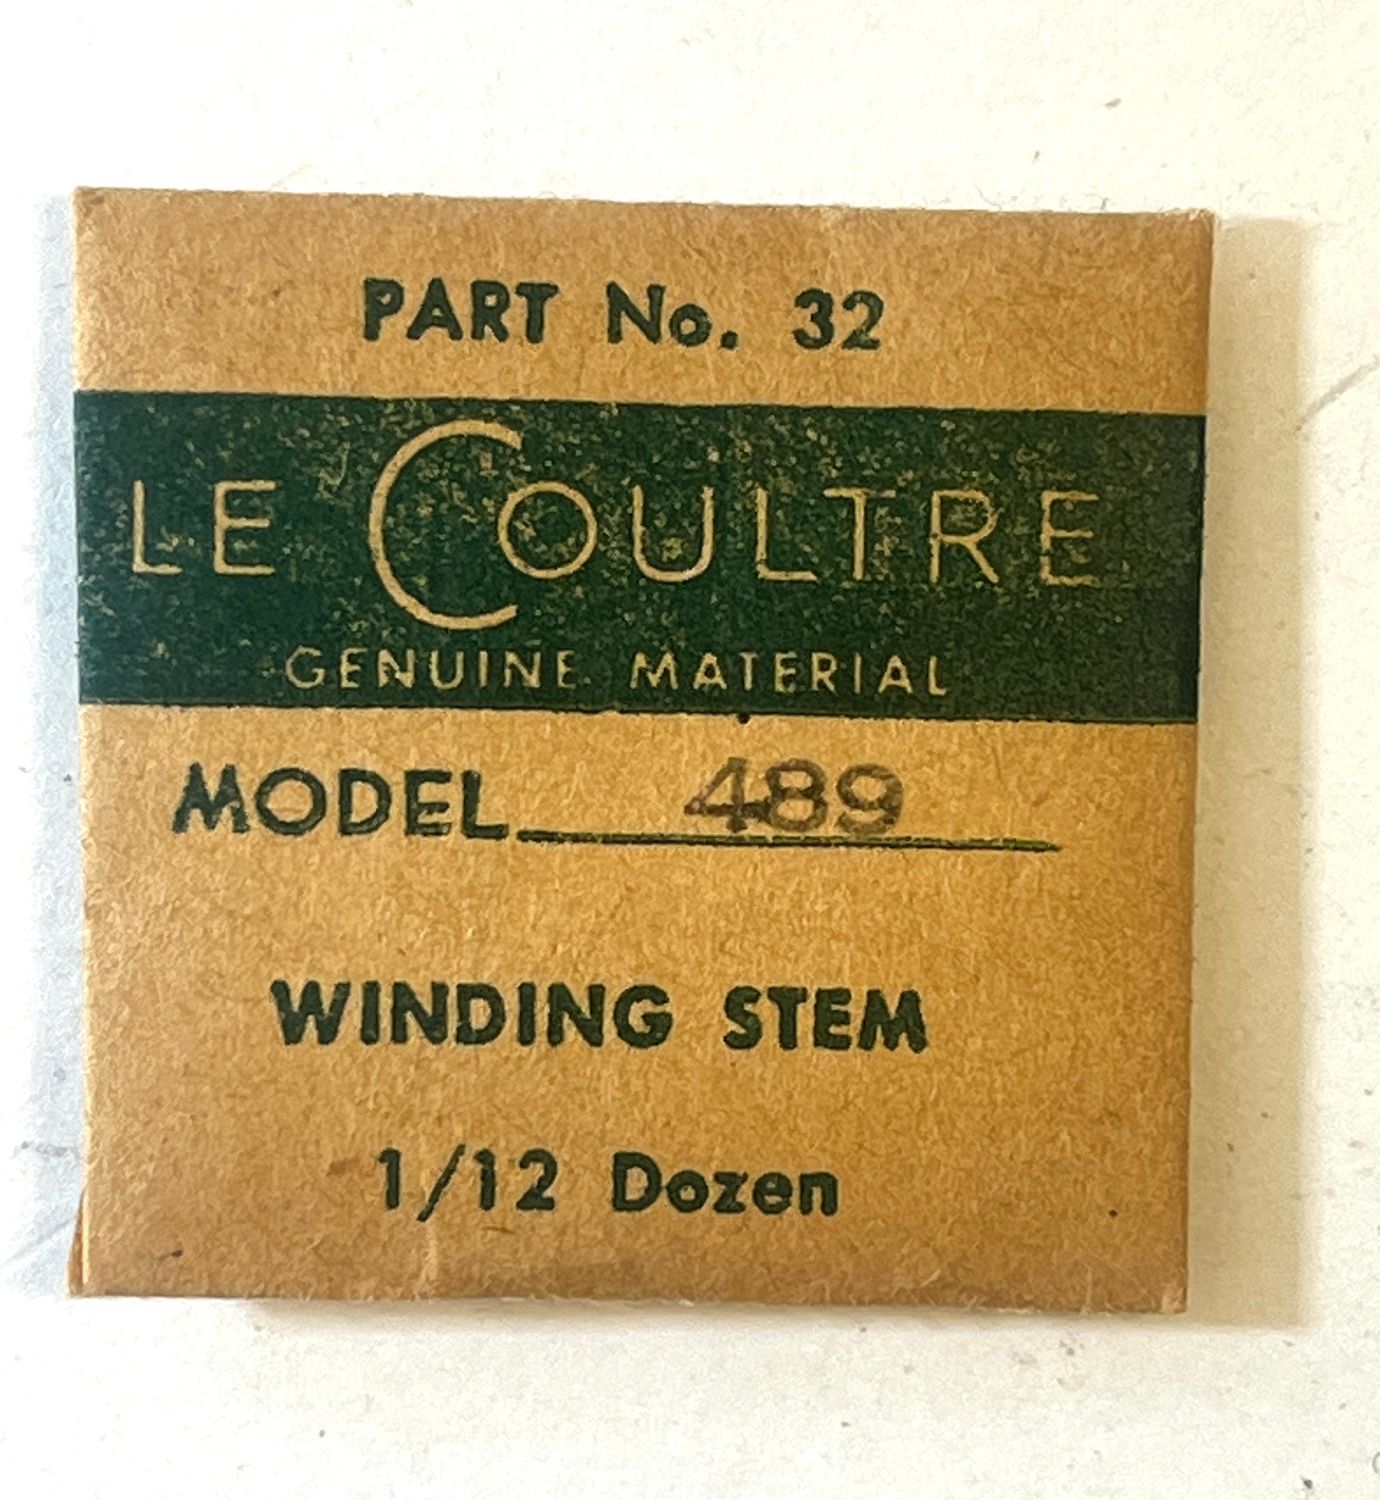 PART No. 32
LE COULTRE
GENUINE MATERIAL
MODEL 489
WINDING STEM
1/12 Dozen